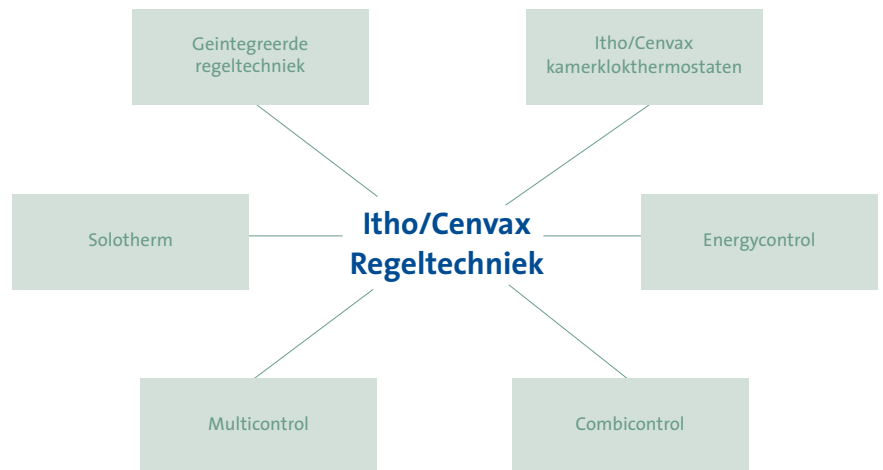 Geintegreerde
regeltechniek
Itho/Cenvax
kamerklokthermostaten
Solotherm
Itho/Cenvax
Regeltechniek
Energycontrol
Multicontrol
Combicontrol